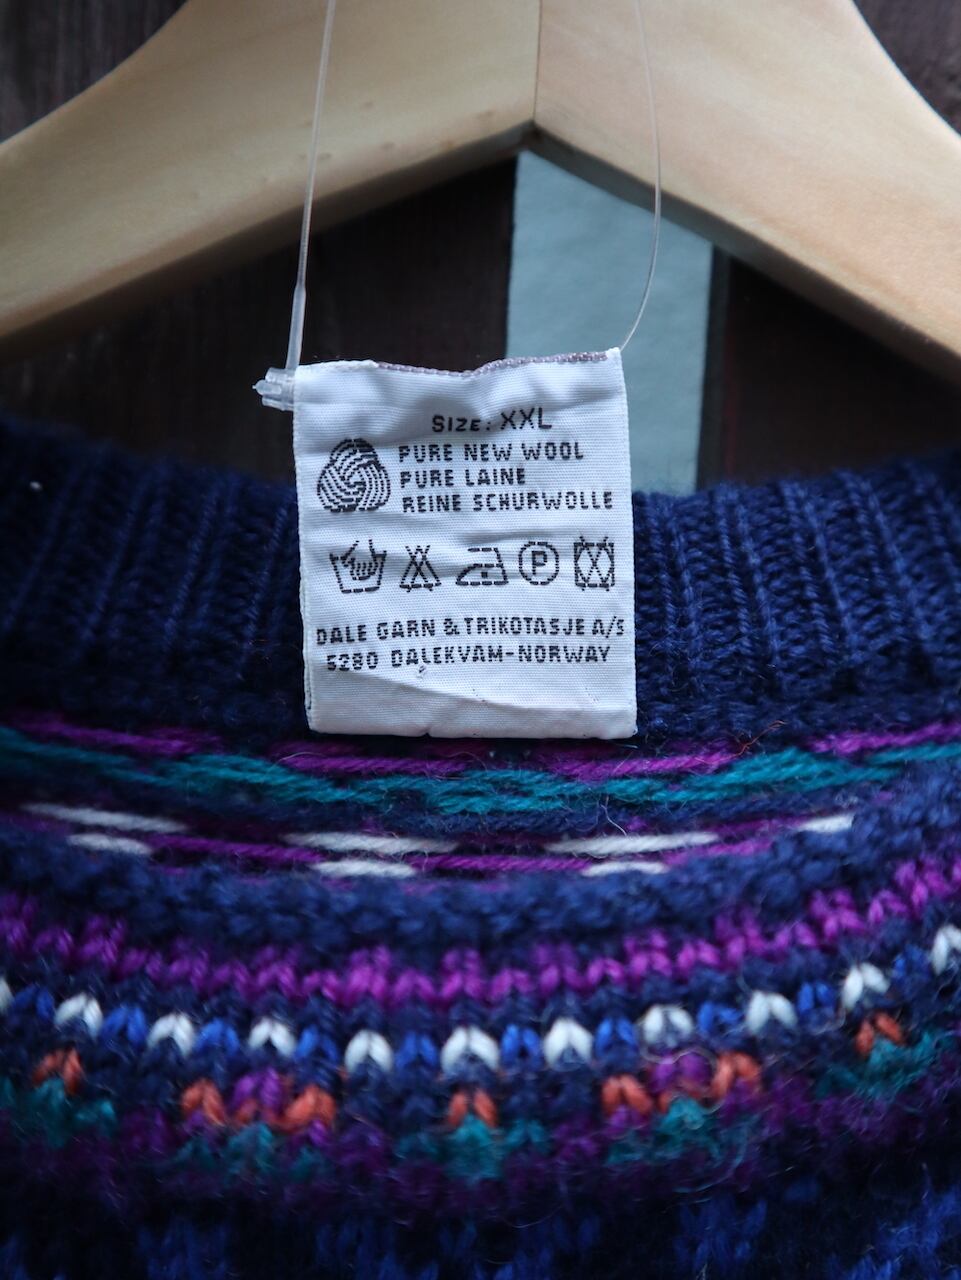 SIZE: XXL
PURE NEW WOOL
PURE LAINE
REINE SCHURWOLLE
P
DALE GARN & TRIKOTASJE A/S
5280 DALEKVAM-NORWAY